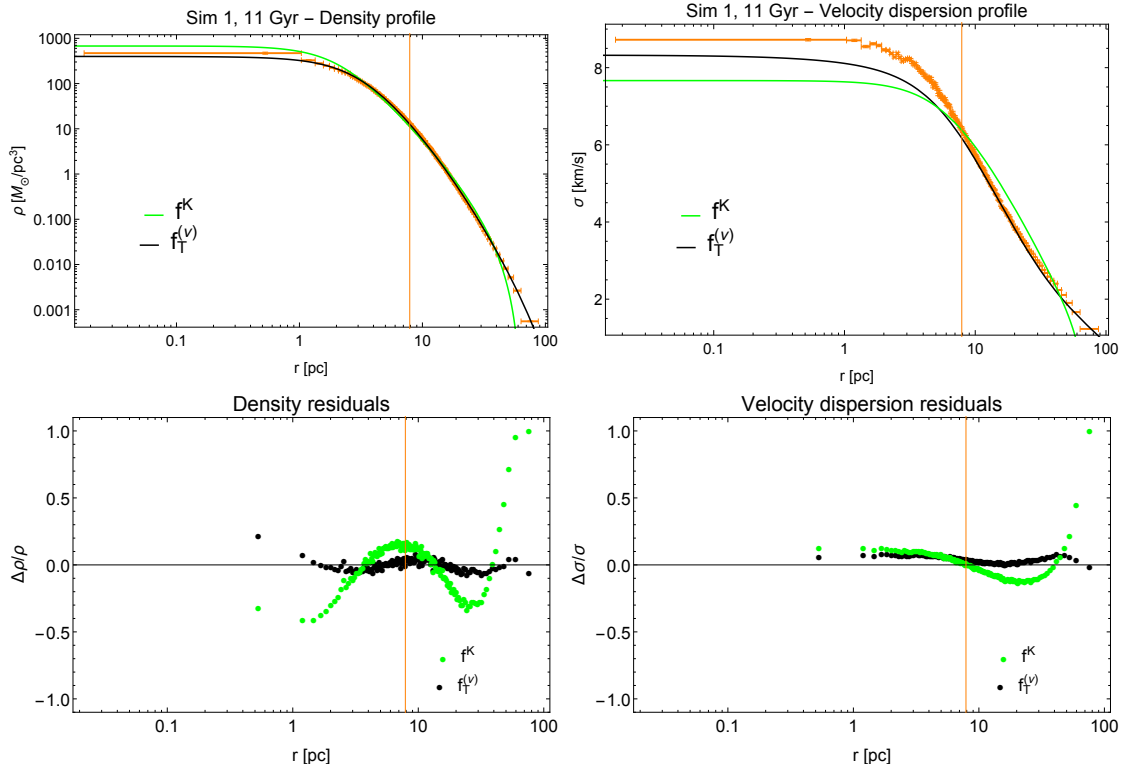 Sim 1, 11 Gyr – Density profile
1000
100
10
1
0.100
0.010
0.001
ρ [M⊙/pc³]
f^K
f_T^(ν)
0.1
1
10
100
r [pc]
Sim 1, 11 Gyr – Velocity dispersion profile
8
6
4
2
σ [km/s]
f^K
f_T^(ν)
0.1
1
10
100
r [pc]
Density residuals
1.0
0.5
0.0
−0.5
−1.0
Δρ/ρ
f^K
f_T^(ν)
0.1
1
10
100
r [pc]
Velocity dispersion residuals
1.0
0.5
0.0
−0.5
−1.0
Δσ/σ
f^K
f_T^(ν)
0.1
1
10
100
r [pc]